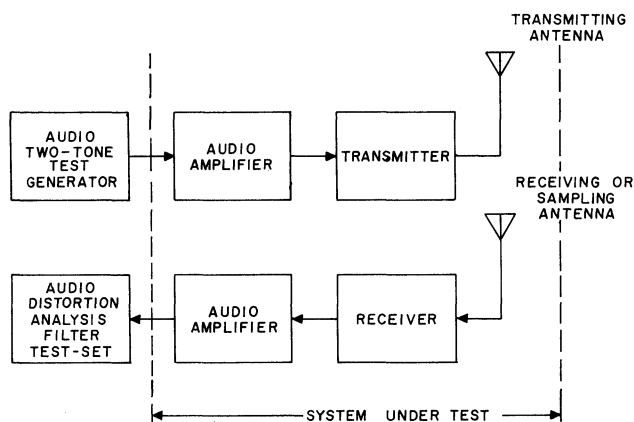 TRANSMITTING
ANTENNA
AUDIO
TWO-TONE
TEST
GENERATOR
AUDIO
AMPLIFIER
TRANSMITTER
RECEIVING OR
SAMPLING
ANTENNA
AUDIO
DISTORTION
ANALYSIS
FILTER
TEST-SET
AUDIO
AMPLIFIER
RECEIVER
SYSTEM UNDER TEST